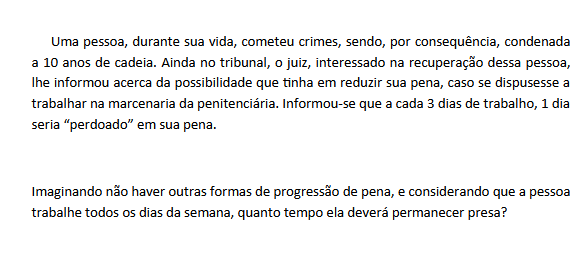 Uma pessoa, durante sua vida, cometeu crimes, sendo, por consequência, condenada
a 10 anos de cadeia. Ainda no tribunal, o juiz, interessado na recuperação dessa pessoa,
lhe informou acerca da possibilidade que tinha em reduzir sua pena, caso se dispusesse a
trabalhar na marcenaria da penitenciária. Informou-se que a cada 3 dias de trabalho, 1 dia
seria “perdoado” em sua pena.
Imaginando não haver outras formas de progressão de pena, e considerando que a pessoa
trabalhe todos os dias da semana, quanto tempo ela deverá permanecer presa?